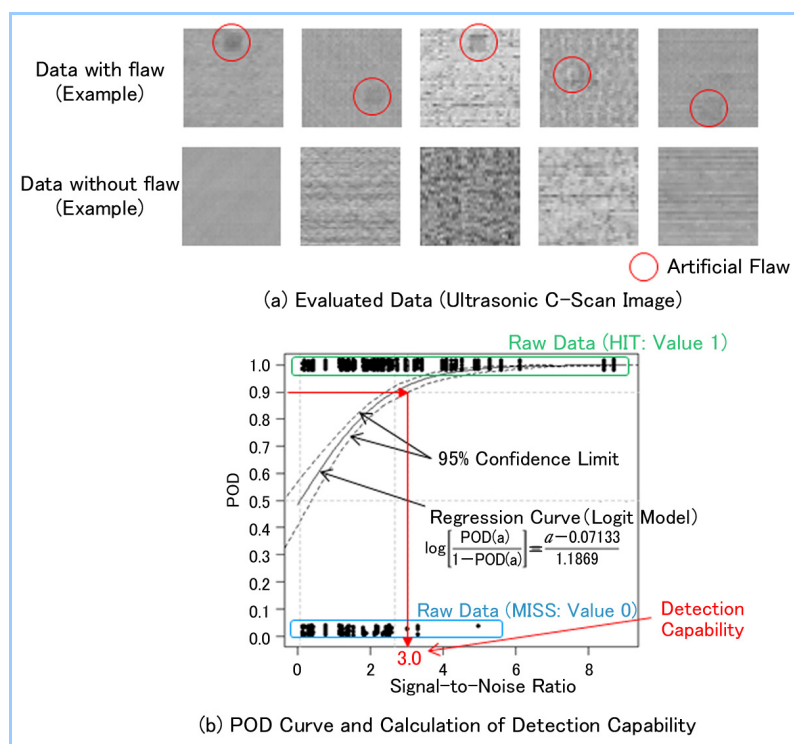 Data with flaw
(Example)
Data without flaw
(Example)
Artificial Flaw
(a) Evaluated Data (Ultrasonic C-Scan Image)
Raw Data (HIT: Value 1)
1.0
0.9
0.8
0.7
0.6
0.5
0.4
0.3
0.2
0.1
0.0
POD
95% Confidence Limit
Regression Curve(Logit Model)
log[POD(a)/1-POD(a)]=a-0.07133/1.1869
Raw Data (MISS: Value 0)
Detection
Capability
0 2 3.0 4 6 8
Signal-to-Noise Ratio
(b) POD Curve and Calculation of Detection Capability